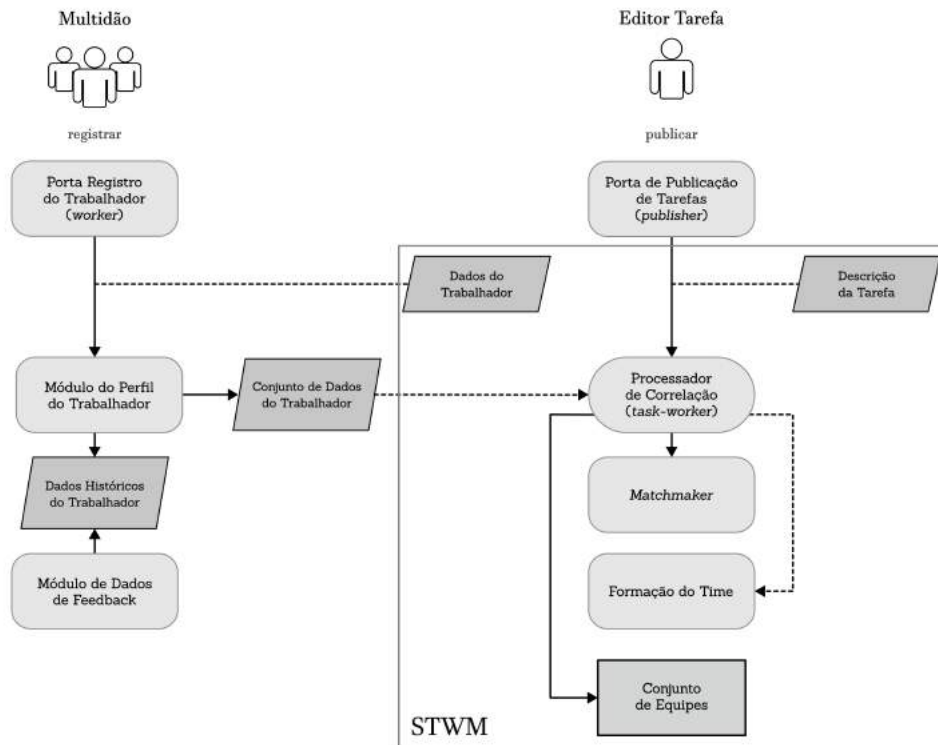 Multidão
Editor Tarefa
registrar
publicar
Porta Registro
do Trabalhador
(worker)
Porta de Publicação
de Tarefas
(publisher)
Dados do
Trabalhador
Descrição
da Tarefa
Módulo do Perfil
do Trabalhador
Conjunto de Dados
do Trabalhador
Processador
de Correlação
(task-worker)
Dados Históricos
do Trabalhador
Matchmaker
Módulo de Dados
de Feedback
Formação do Time
Conjunto
de Equipes
STWM